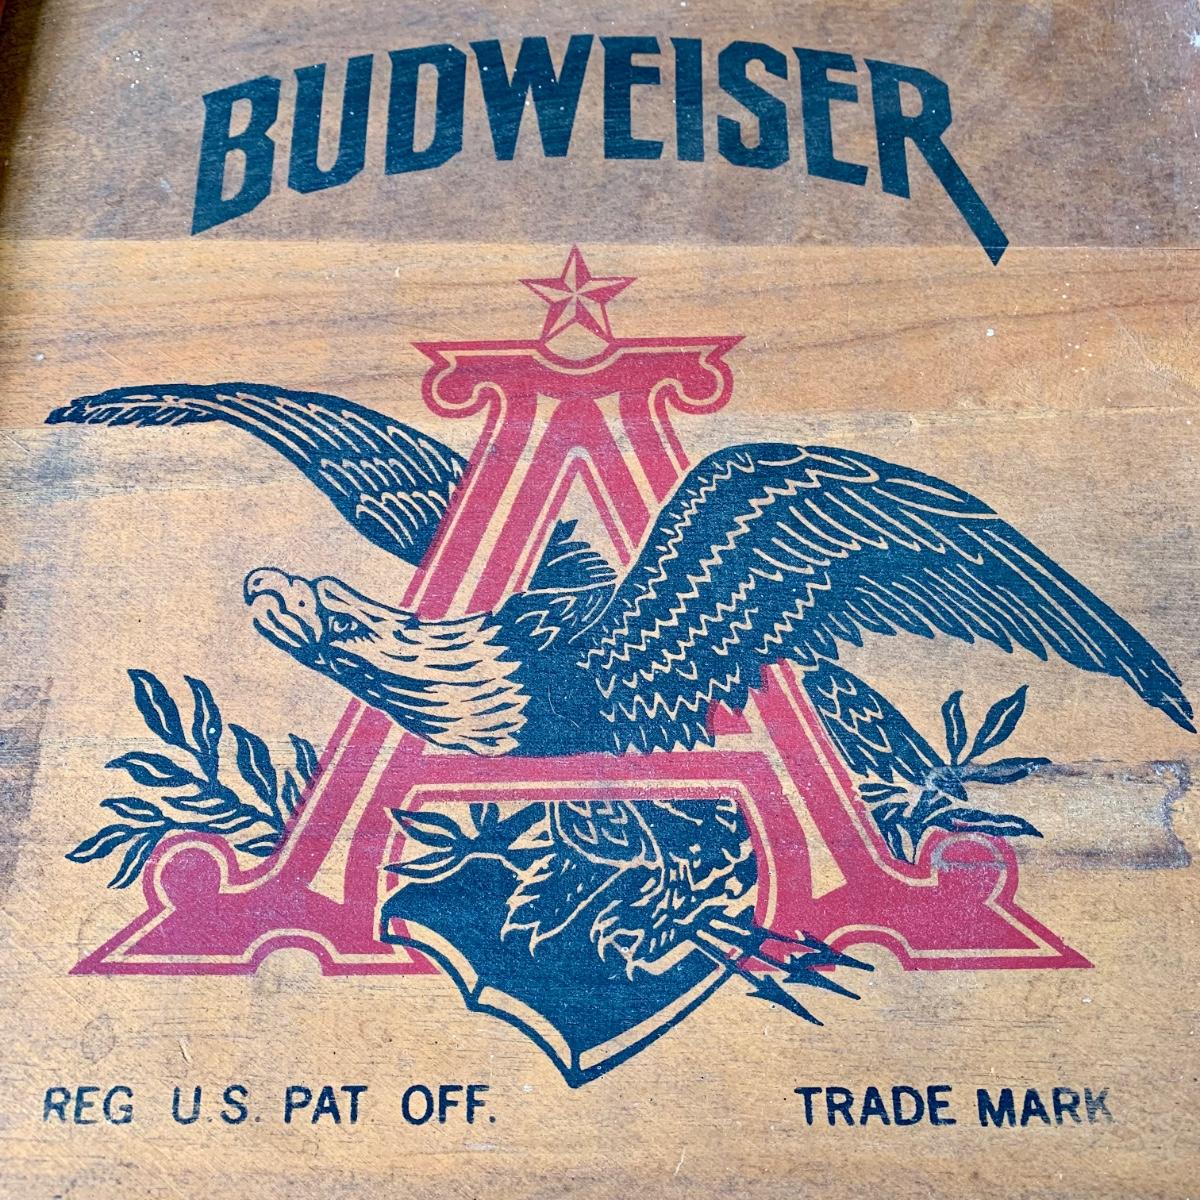 BUDWEISER
A
REG U.S. PAT OFF. TRADE MARK